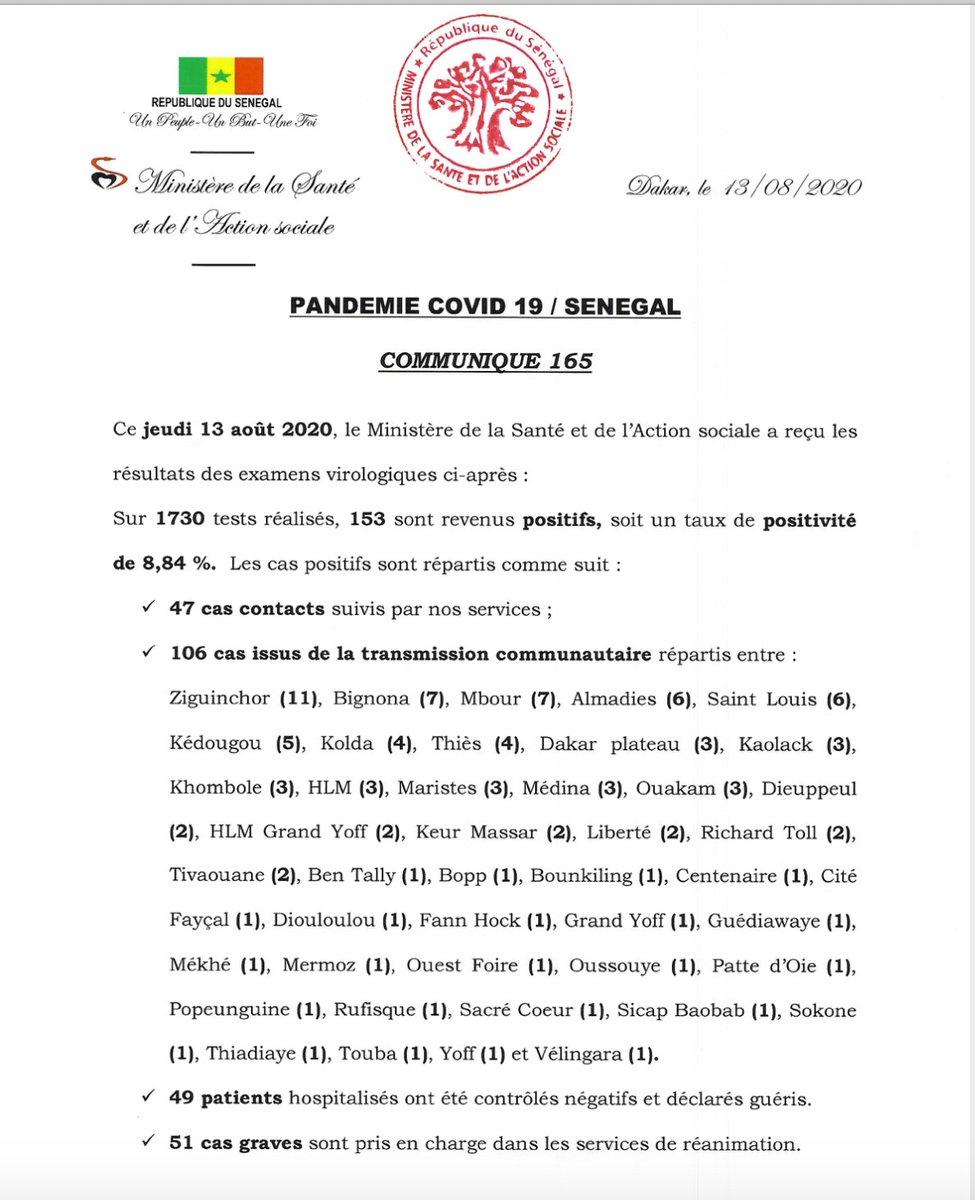 République du Sénégal
MINISTERE DE LA SANTE ET DE L'ACTION SOCIALE
REPUBLIQUE DU SENEGAL
Un Peuple-Un But-Une Foi
Ministère de la Santé
et de l'Action sociale
Dakar, le 13/08/2020
PANDEMIE COVID 19 / SENEGAL
COMMUNIQUE 165
Ce jeudi 13 août 2020, le Ministère de la Santé et de l'Action sociale a reçu les
résultats des examens virologiques ci-après :
Sur 1730 tests réalisés, 153 sont revenus positifs, soit un taux de positivité
de 8,84 %. Les cas positifs sont répartis comme suit :
✓ 47 cas contacts suivis par nos services ;
✓ 106 cas issus de la transmission communautaire répartis entre :
Ziguinchor (11), Bignona (7), Mbour (7), Almadies (6), Saint Louis (6),
Kédougou (5), Kolda (4), Thiès (4), Dakar plateau (3), Kaolack (3),
Khombole (3), HLM (3), Maristes (3), Médina (3), Ouakam (3), Dieuppeul
(2), HLM Grand Yoff (2), Keur Massar (2), Liberté (2), Richard Toll (2),
Tivaouane (2), Ben Tally (1), Bopp (1), Bounkiling (1), Centenaire (1), Cité
Fayçal (1), Diouloulou (1), Fann Hock (1), Grand Yoff (1), Guédiawaye (1),
Mékhé (1), Mermoz (1), Ouest Foire (1), Oussouye (1), Patte d'Oie (1),
Popeunguine (1), Rufisque (1), Sacré Coeur (1), Sicap Baobab (1), Sokone
(1), Thiadiaye (1), Touba (1), Yoff (1) et Vélingara (1).
✓ 49 patients hospitalisés ont été contrôlés négatifs et déclarés guéris.
✓ 51 cas graves sont pris en charge dans les services de réanimation.